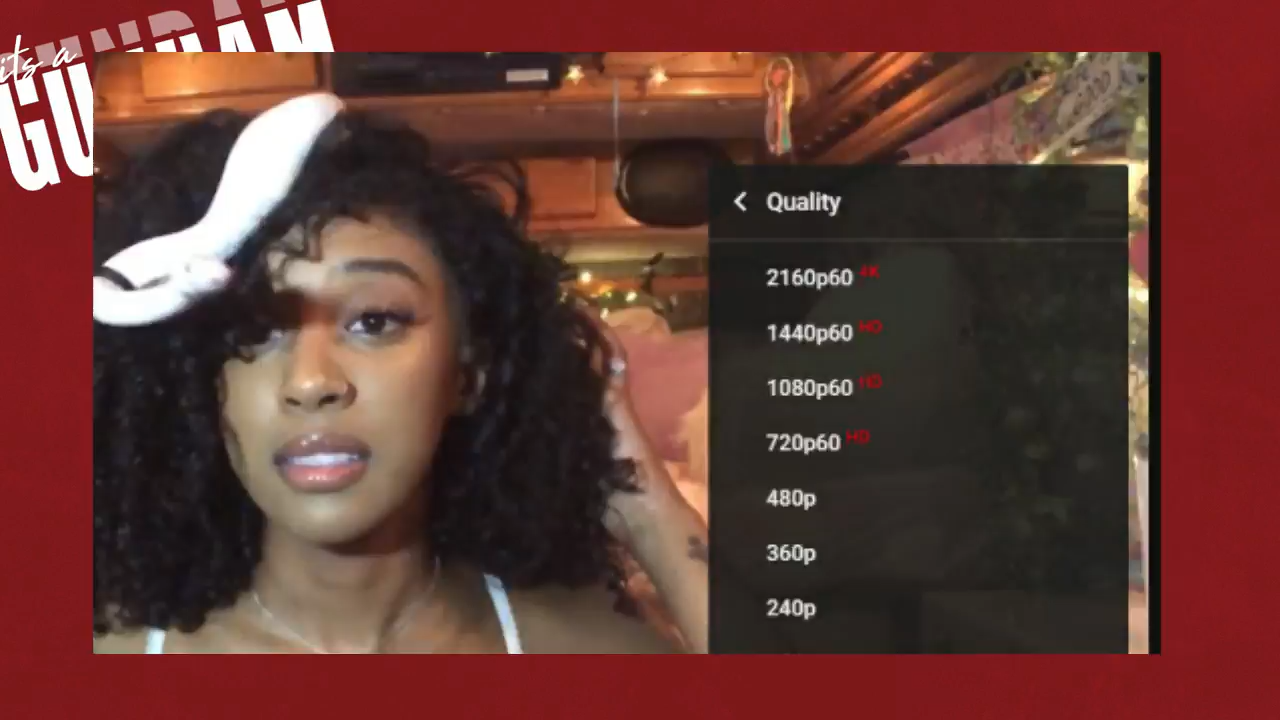 its a
GUNDAM
Quality
2160p60 4K
1440p60 HD
1080p60 HD
720p60 HD
480p
360p
240p